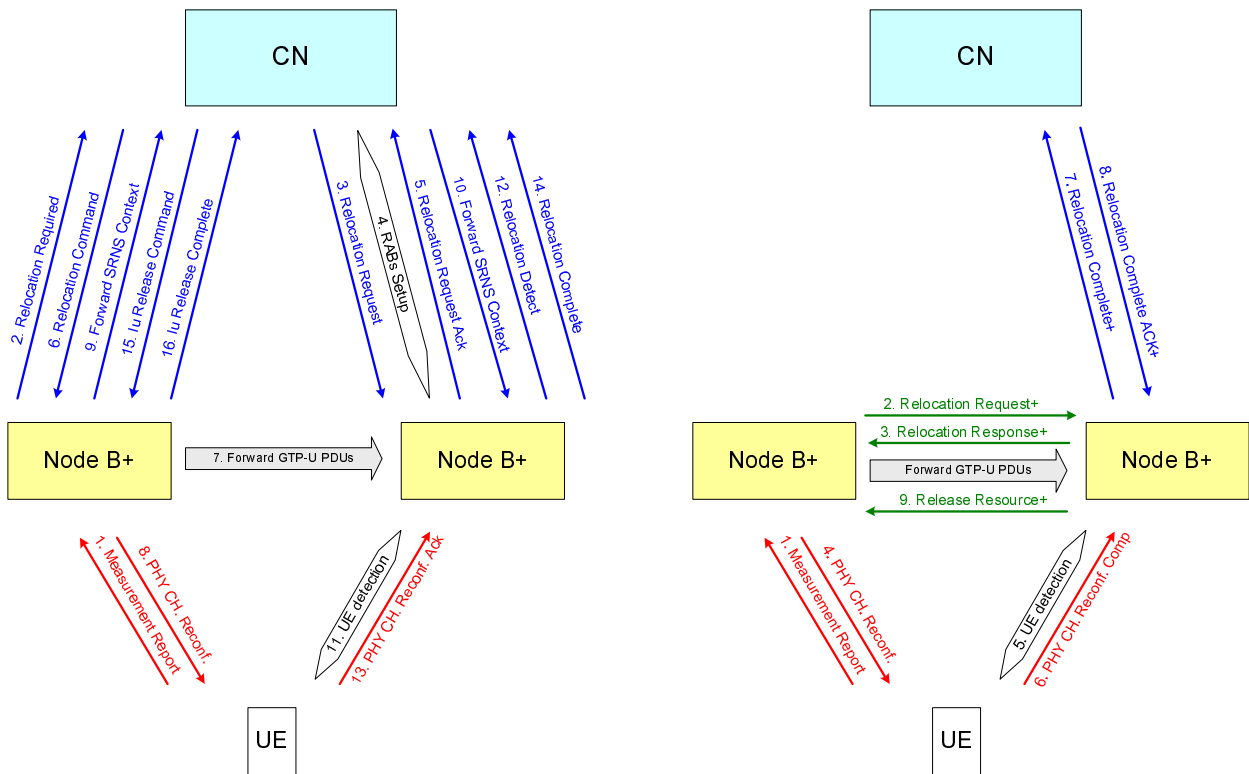 CN
2. Relocation Required
6. Relocation Command
9. Forward SRNS Context
15. Iu Release Command
16. Iu Release Complete
3. Relocation Request
4. RABs Setup
5. Relocation Request Ack
10. Forward SRNS Context
12. Relocation Detect
14. Relocation Complete
Node B+
7. Forward GTP-U PDUs
Node B+
1. Measurement Report
8. PHY CH. Reconf.
11. UE detection
13. PHY CH. Reconf. Ack
UE
CN
7. Relocation Complete+
8. Relocation Complete ACK+
Node B+
2. Relocation Request+
3. Relocation Response+
Forward GTP-U PDUs
9. Release Resource+
Node B+
1. Measurement Report
4. PHY CH. Reconf.
5. UE detection
6. PHY CH. Reconf. Comp
UE